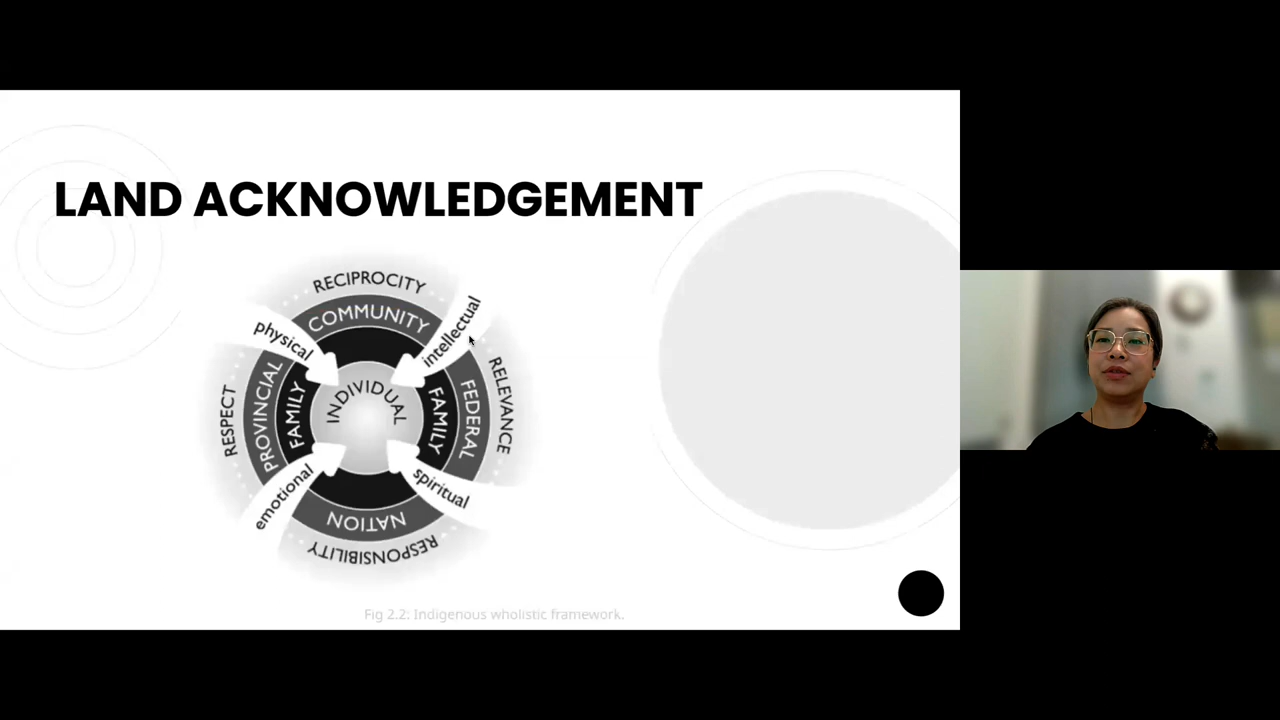 LAND ACKNOWLEDGEMENT
RECIPROCITY
COMMUNITY
physical
intellectual
INDIVIDUAL
RESPECT
PROVINCIAL
FAMILY
FAMILY
FEDERAL
RELEVANCE
emotional
spiritual
NATION
RESPONSIBILITY
Fig 2.2: Indigenous wholistic framework.